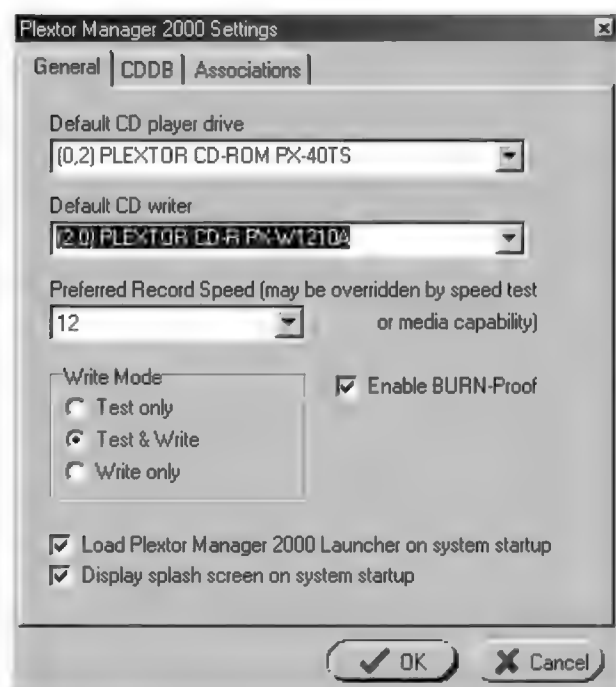 Plextor Manager 2000 Settings
General CDDB Associations
Default CD player drive
(0,2) PLEXTOR CD-ROM PX-40TS
Default CD writer
(2,0) PLEXTOR CD-R PX-W1210A
Preferred Record Speed (may be overridden by speed test
12 or media capability)
Write Mode
Enable BURN-Proof
Test only
Test & Write
Write only
Load Plextor Manager 2000 Launcher on system startup
Display splash screen on system startup
OK Cancel